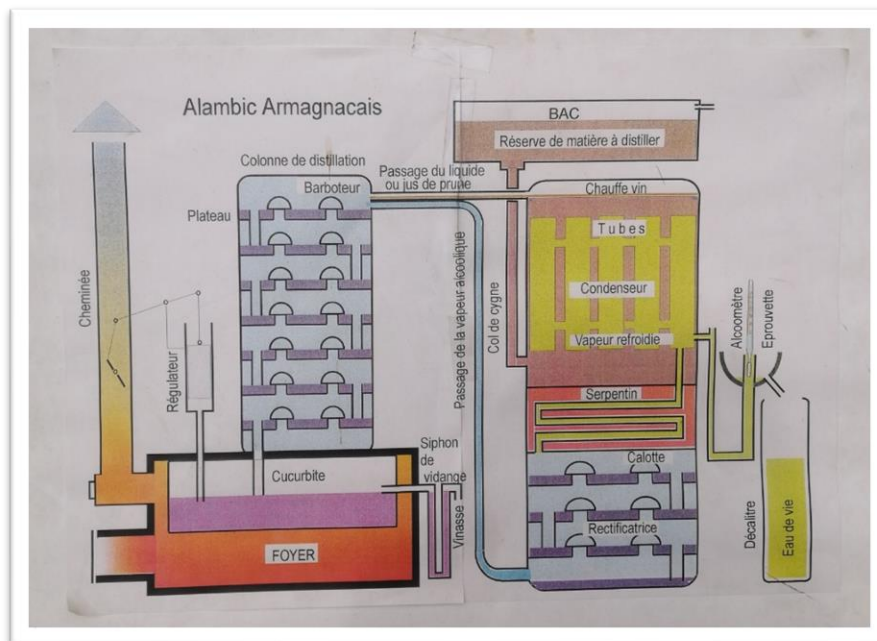 Alambic Armagnacais
BAC
Réserve de matière à distiller
Colonne de distillation
Barboteur
Passage du liquide
ou jus de prune
Chauffe vin
Plateau
Tubes
Cheminée
Condenseur
Passage de la vapeur alcoolique
Col de cygne
Vapeur refroidie
Alcoomètre
Eprouvette
Régulateur
Serpentin
Siphon
de
vidange
Calotte
Cucurbite
Vinasse
Rectificatrice
Décalitre
Eau de vie
FOYER